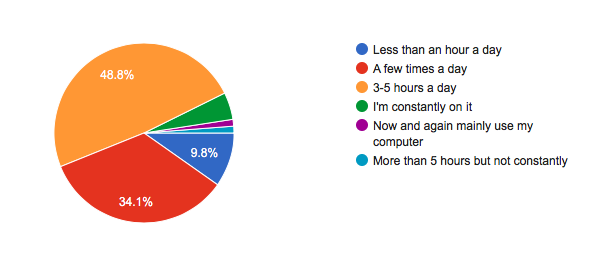 48.8%
9.8%
34.1%
Less than an hour a day
A few times a day
3-5 hours a day
I'm constantly on it
Now and again mainly use my
computer
More than 5 hours but not constantly